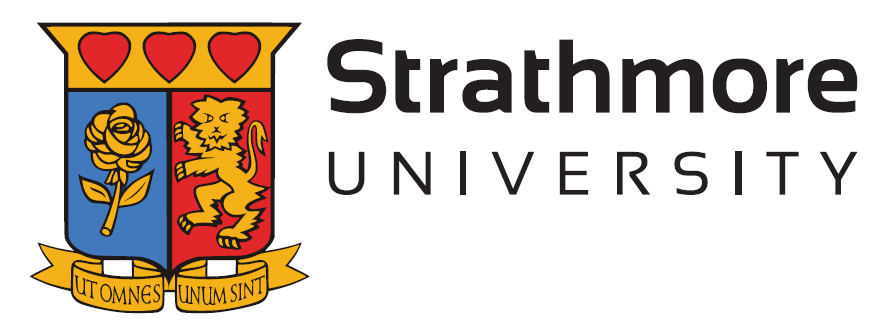 Strathmore
UNIVERSITY
UT OMNES UNUM SINT